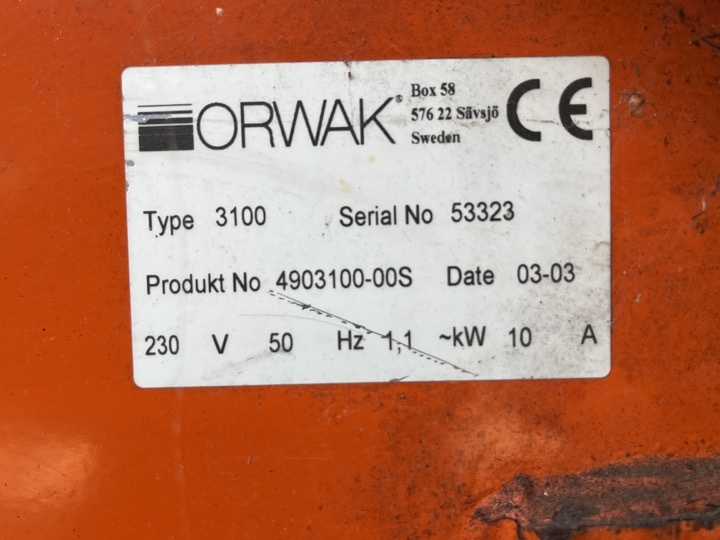 ORWAK®
Box 58
576 22 Sävsjö
Sweden
CE
Type 3100 Serial No 53323
Produkt No 4903100-00S Date 03-03
230 V 50 Hz 1,1 ~kW 10 A